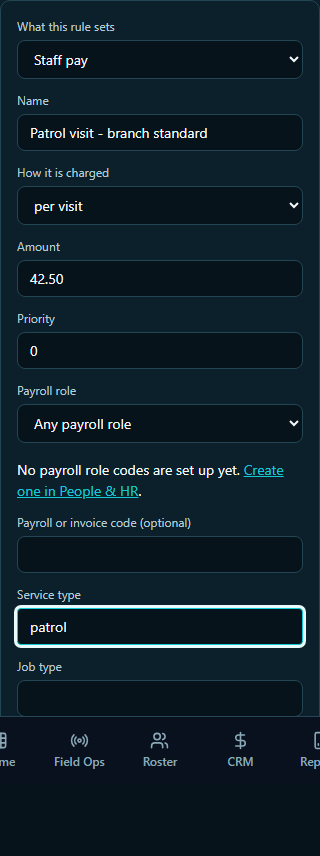 What this rule sets
Staff pay
Name
Patrol visit - branch standard
How it is charged
per visit
Amount
42.50
Priority
0
Payroll role
Any payroll role
No payroll role codes are set up yet. Create
one in People & HR.
Payroll or invoice code (optional)
Service type
patrol
Job type
me Field Ops Roster CRM Rep